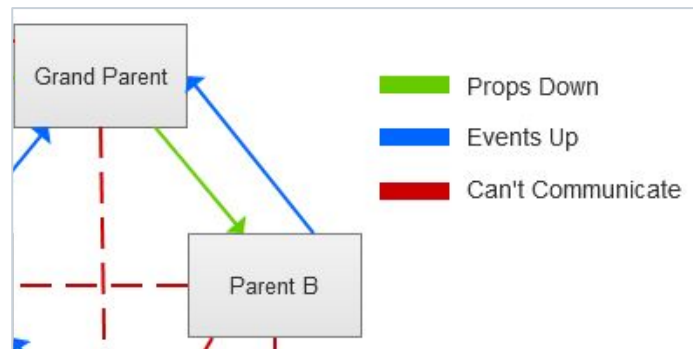 Grand Parent
Props Down
Events Up
Can't Communicate
Parent B